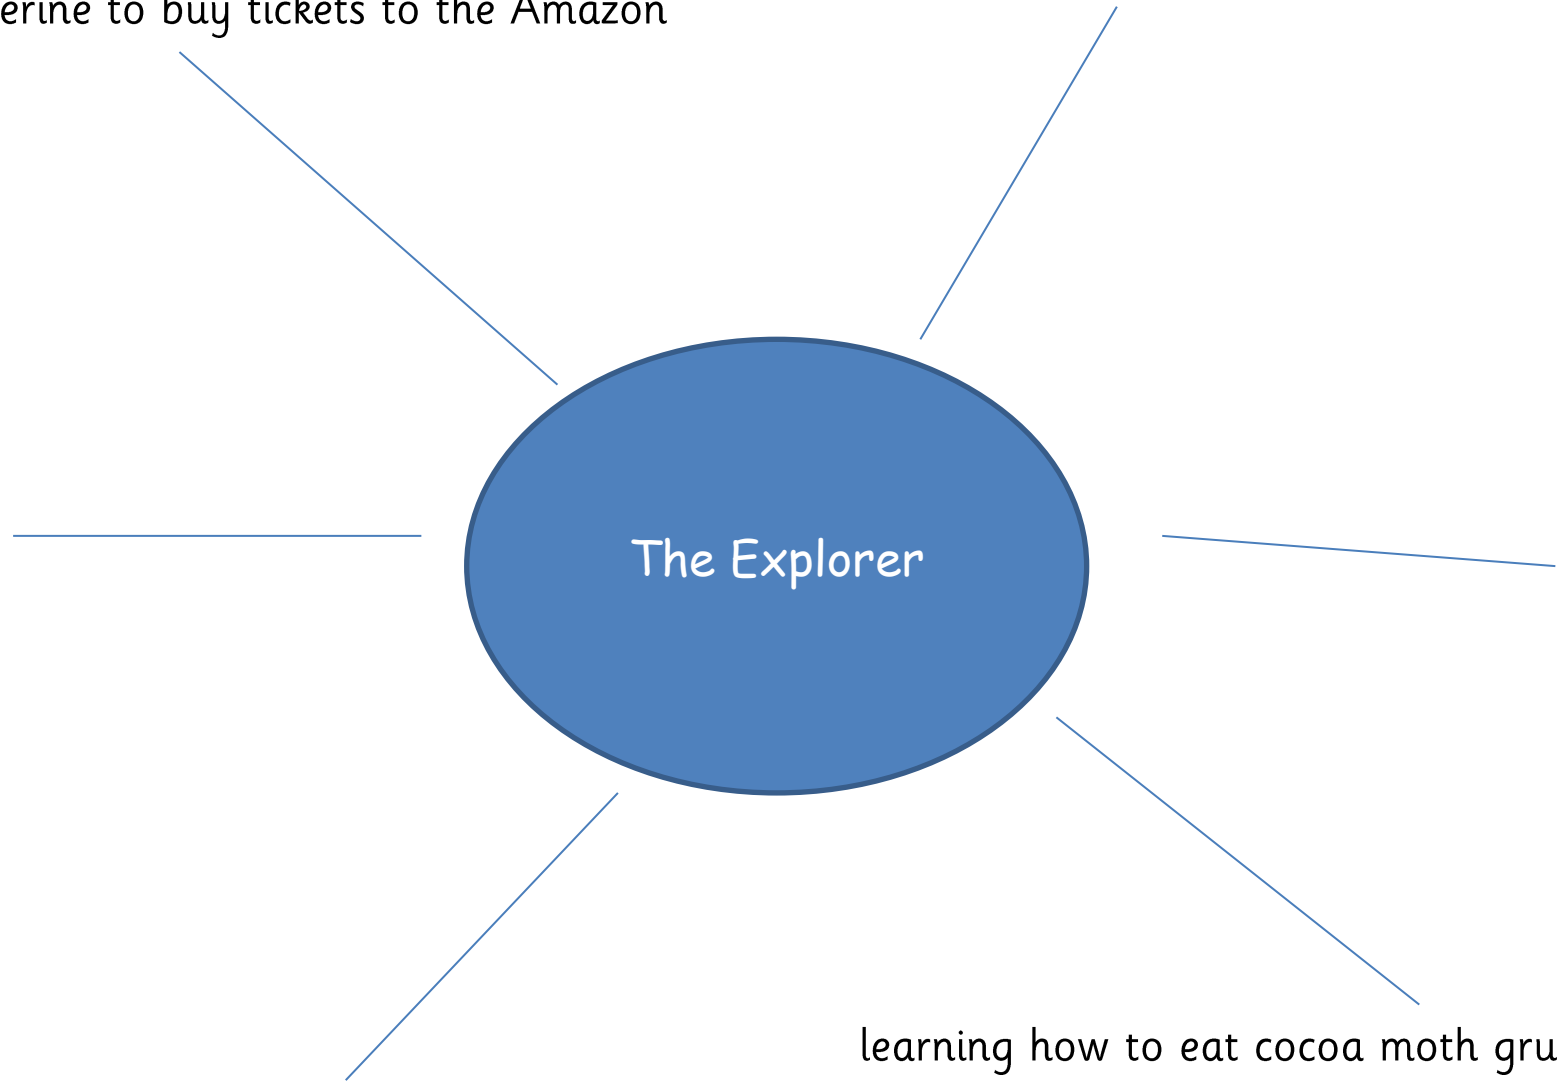 erine to buy tickets to the Amazon
The Explorer
learning how to eat cocoa moth gru